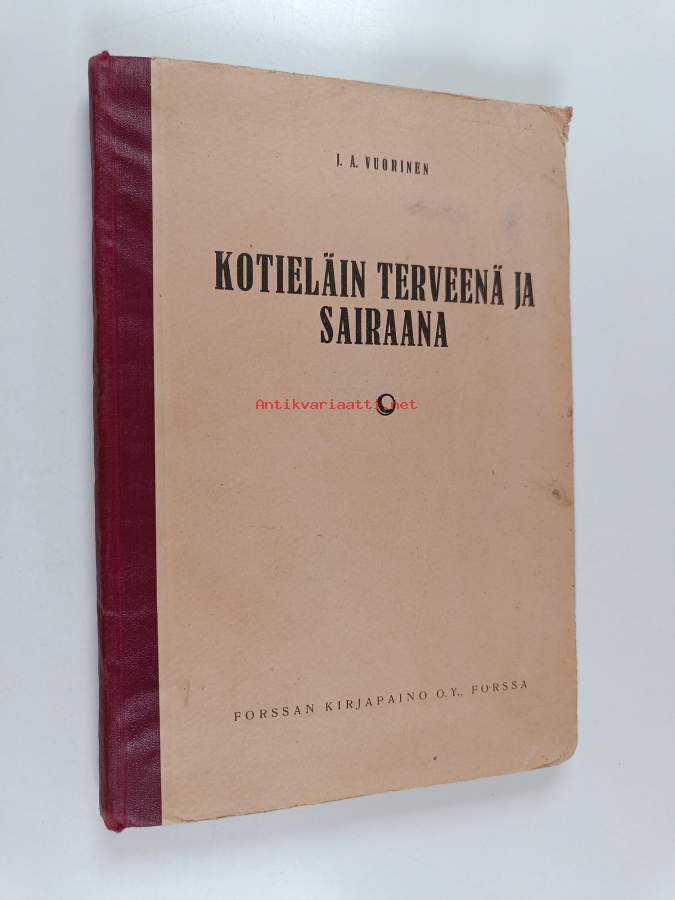 J. A. VUORINEN
KOTIELÄIN TERVEENÄ JA
SAIRAANA
Antikvariaatti.net
FORSSAN KIRJAPAINO O.Y., FORSSA